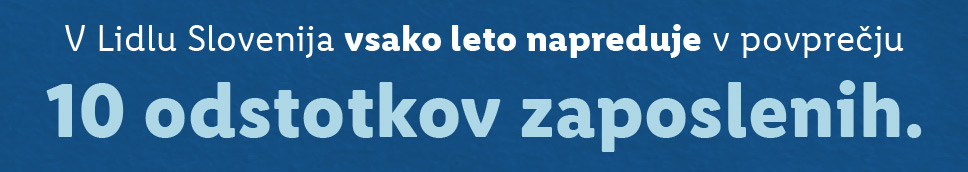 V Lidlu Slovenija vsako leto napreduje v povprečju
10 odstotkov zaposlenih.